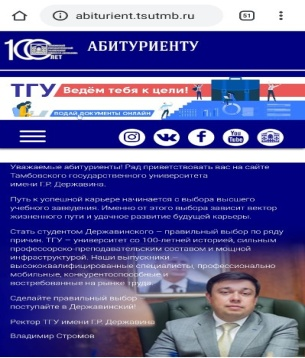 abiturient.tsutmb.ru
51
100
ЛЕТ
АБИТУРИЕНТУ
ТГУ Ведём тебя к цели!
ПОДАЙ ДОКУМЕНТЫ ОНЛАЙН
You
Tube
Уважаемые абитуриенты! Рад приветствовать вас на сайте
Тамбовского государственного университета
имени Г.Р. Державина.
Путь к успешной карьере начинается с выбора высшего
учебного заведения. Именно от этого выбора зависит вектор
жизненного пути и удачное развитие будущей карьеры.
Стать студентом Державинского – правильный выбор по ряду
причин. ТГУ – университет со 100-летней историей, сильным
профессорско-преподавательским составом и мощной
инфраструктурой. Наши выпускники –
высококвалифицированные специалисты, профессионально
мобильные, конкурентоспособные и
востребованные на рынке труда.
Сделайте правильный выбор –
поступайте в Державинский!
Ректор ТГУ имени Г.Р. Державина
Владимир Стромов